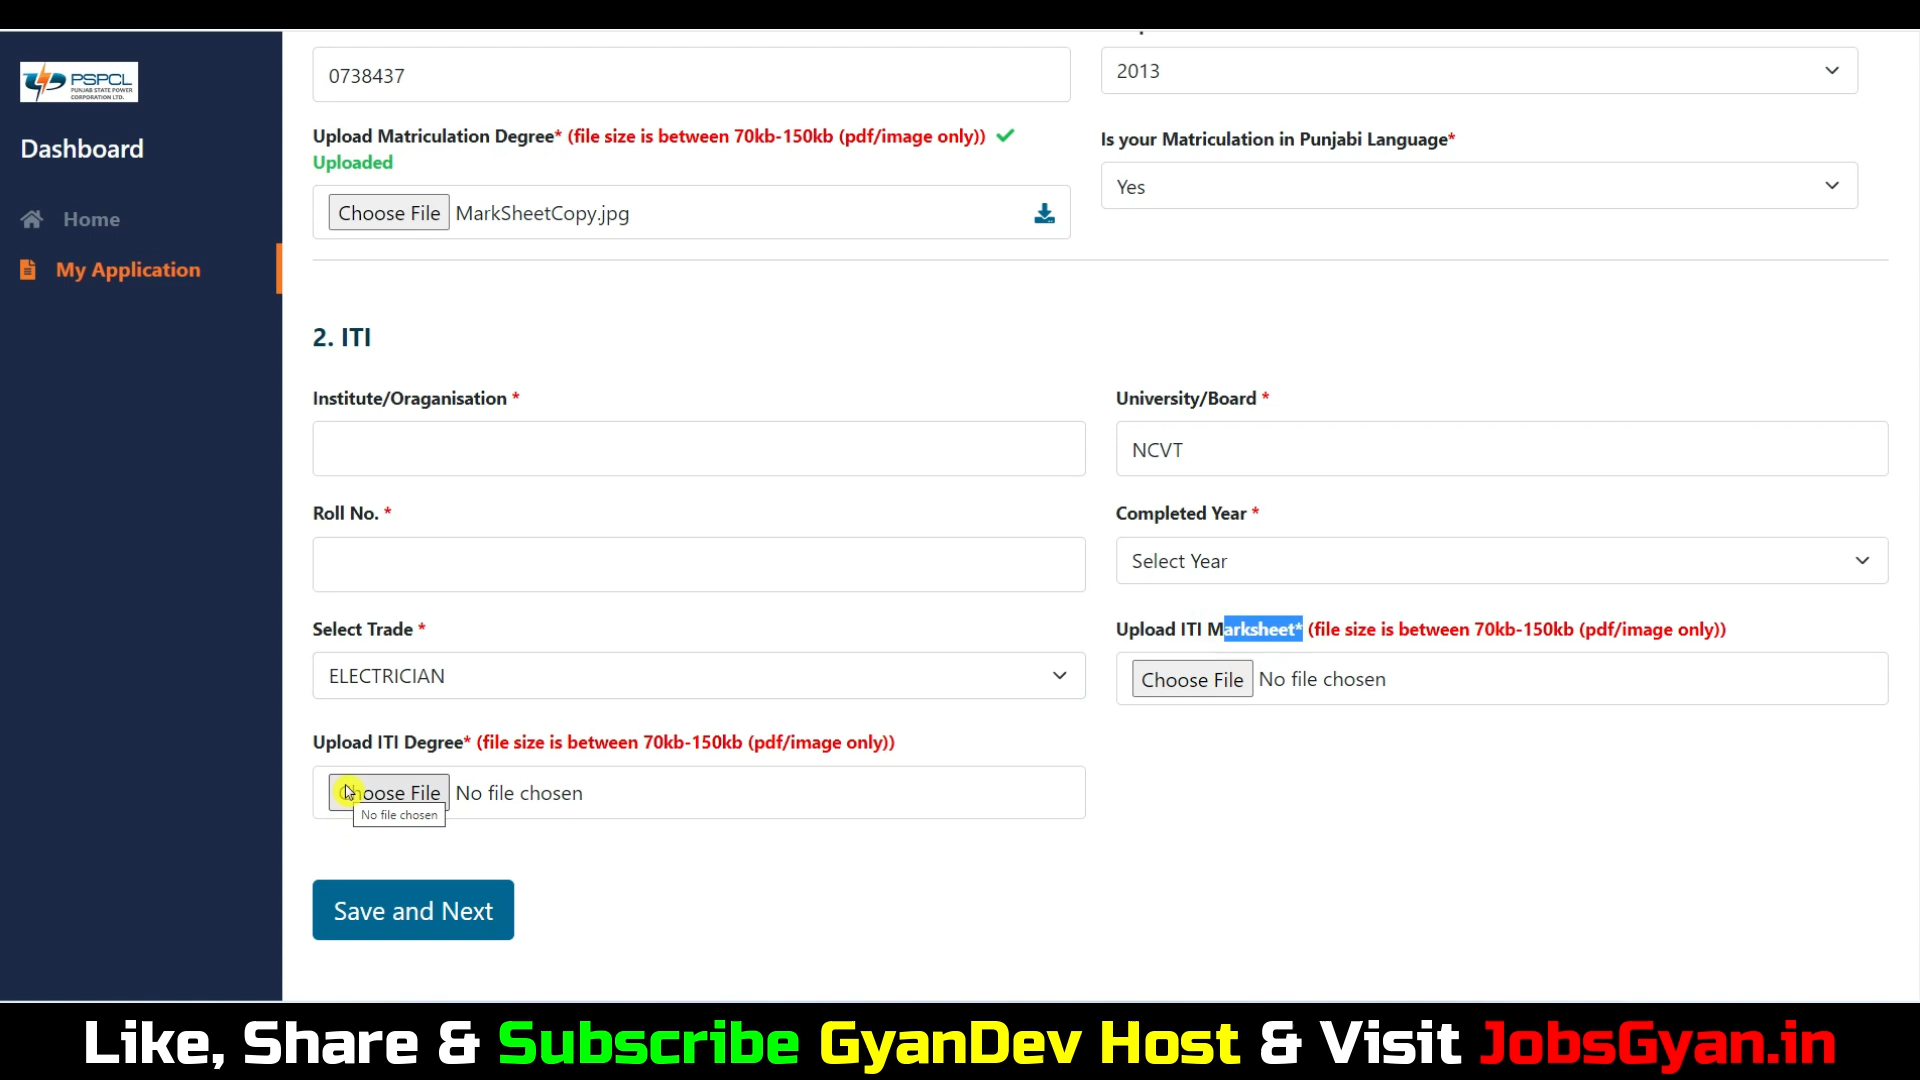 PSPCL
PUNJAB STATE POWER
CORPORATION LTD.
Dashboard
Home
My Application
0738437
2013
Upload Matriculation Degree* (file size is between 70kb-150kb (pdf/image only)) ✔
Uploaded
Is your Matriculation in Punjabi Language*
Choose File MarkSheetCopy.jpg
Yes
2. ITI
Institute/Oraganisation *
University/Board *
NCVT
Roll No. *
Completed Year *
Select Year
Select Trade *
Upload ITI Marksheet* (file size is between 70kb-150kb (pdf/image only))
ELECTRICIAN
Choose File No file chosen
Upload ITI Degree* (file size is between 70kb-150kb (pdf/image only))
Choose File No file chosen
No file chosen
Save and Next
Like, Share & Subscribe GyanDev Host & Visit JobsGyan.in